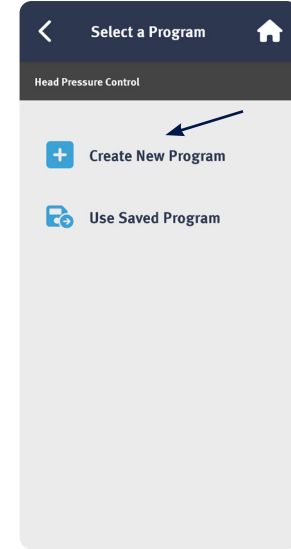 Select a Program
Head Pressure Control
Create New Program
Use Saved Program